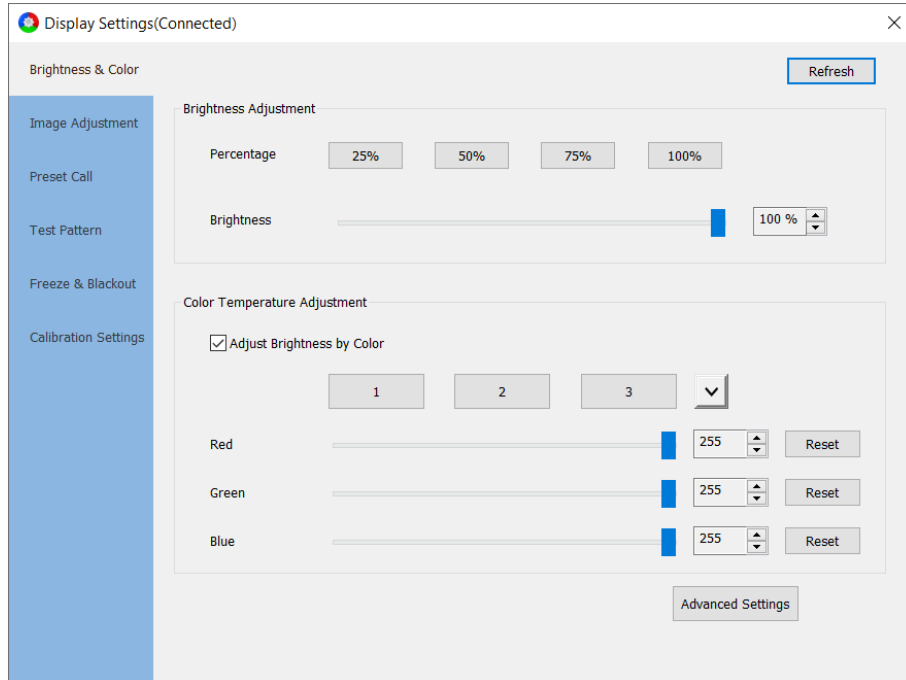 Display Settings(Connected)
Brightness & Color
Refresh
Image Adjustment
Preset Call
Test Pattern
Freeze & Blackout
Calibration Settings
Brightness Adjustment
Percentage 25% 50% 75% 100%
Brightness 100 %
Color Temperature Adjustment
Adjust Brightness by Color
1 2 3
Red 255 Reset
Green 255 Reset
Blue 255 Reset
Advanced Settings